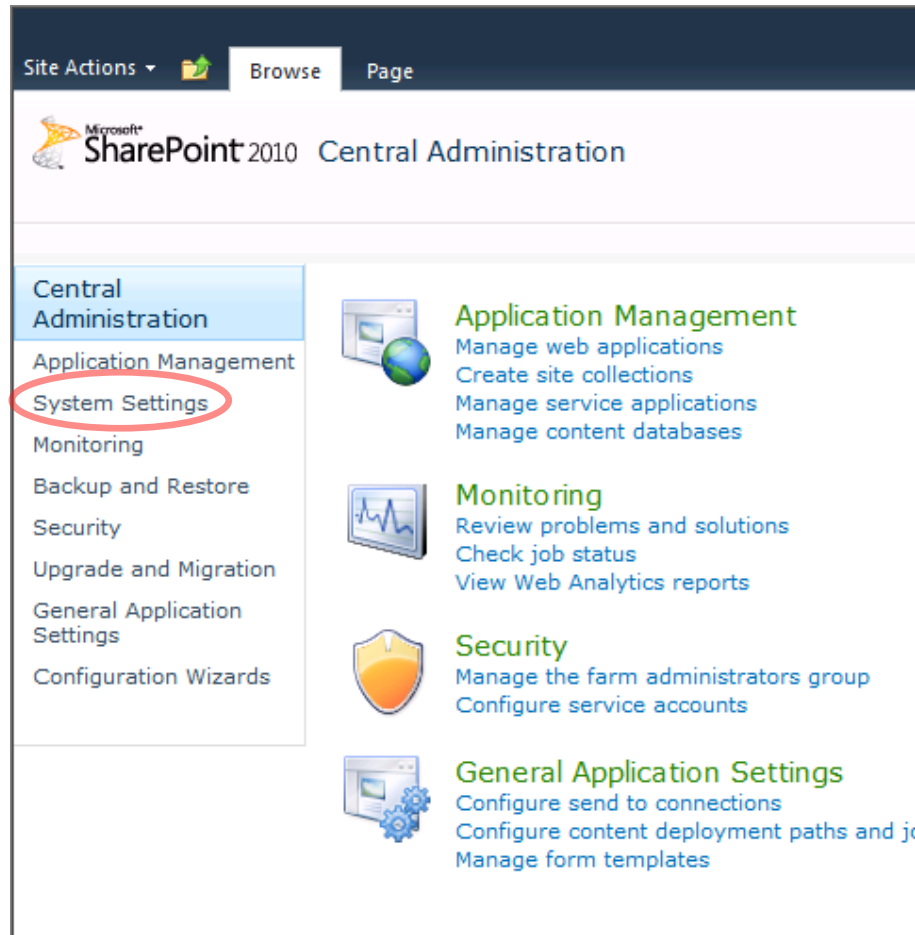 Site Actions Browse Page
Microsoft
SharePoint 2010 Central Administration
Central
Administration
Application Management
System Settings
Monitoring
Backup and Restore
Security
Upgrade and Migration
General Application
Settings
Configuration Wizards
Application Management
Manage web applications
Create site collections
Manage service applications
Manage content databases
Monitoring
Review problems and solutions
Check job status
View Web Analytics reports
Security
Manage the farm administrators group
Configure service accounts
General Application Settings
Configure send to connections
Configure content deployment paths and
Manage form templates